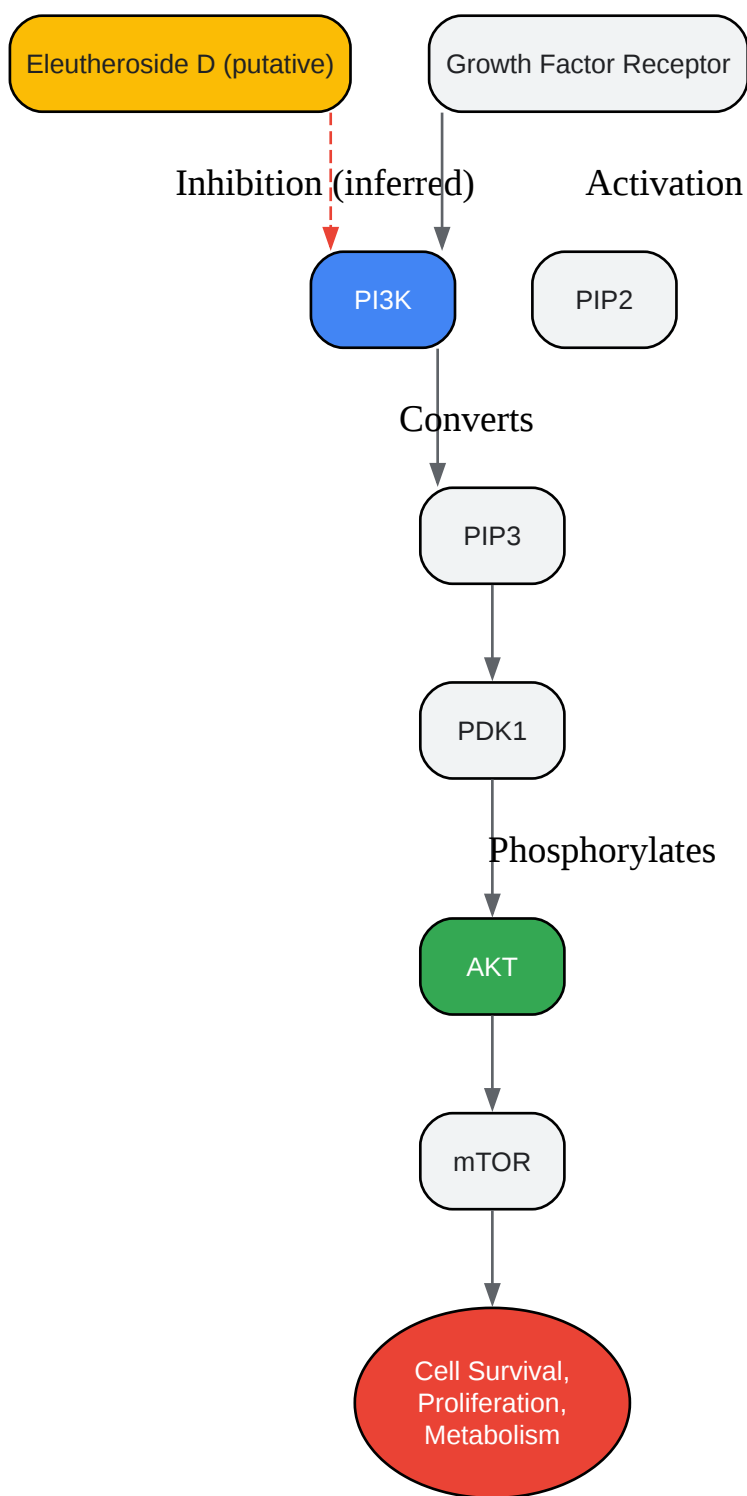 Eleutheroside D (putative)
Growth Factor Receptor
Inhibition (inferred)
Activation
PI3K
PIP2
Converts
PIP3
PDK1
Phosphorylates
AKT
mTOR
Cell Survival,
Proliferation,
Metabolism